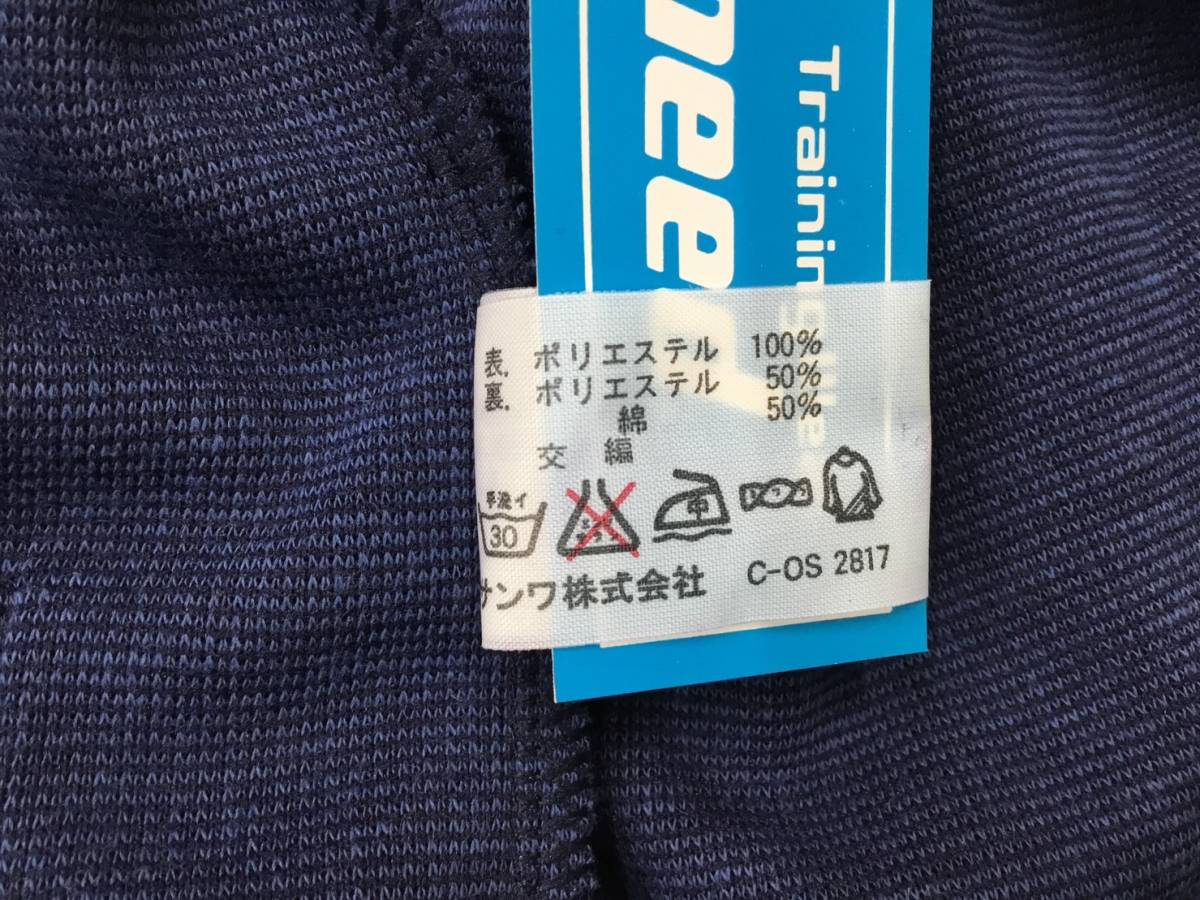 Training
表. ポリエステル 100%
裏. ポリエステル 50%
綿 50%
交 編
手洗イ
30
中
サンワ株式会社 C-OS 2817